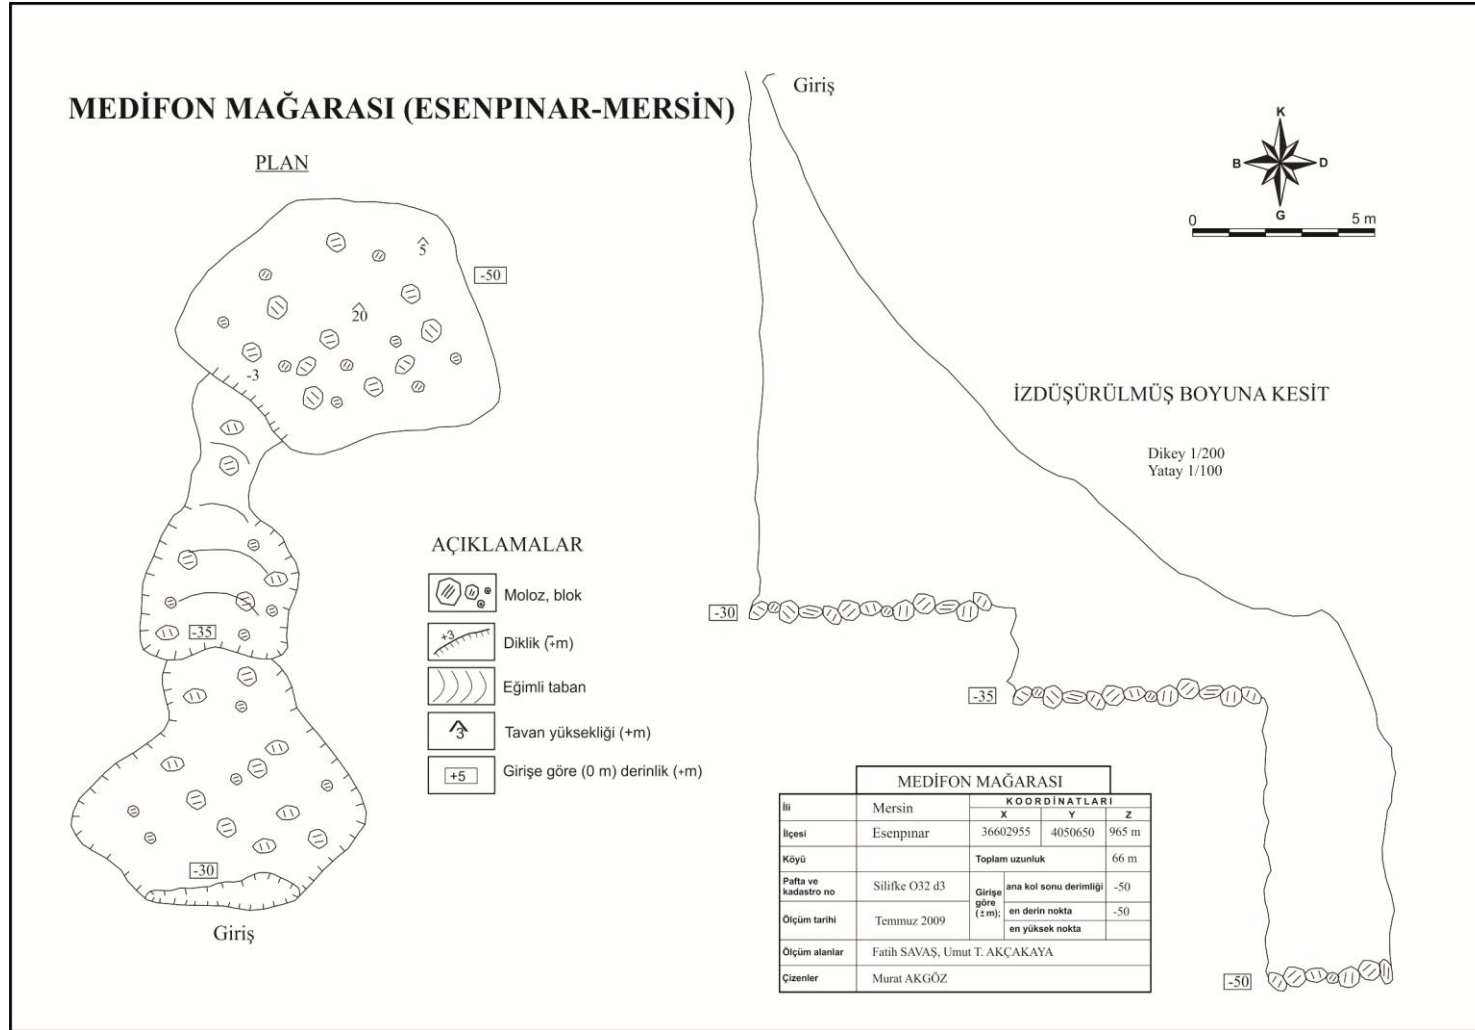 MEDİFON MAĞARASI (ESENPINAR-MERSİN)
PLAN
5
-50
20
-3
-35
-30
Giriş
AÇIKLAMALAR
Moloz, blok
+3
Diklik (∓m)
Eğimli taban
3
Tavan yüksekliği (+m)
+5
Girişe göre (0 m) derinlik (+m)
Giriş
K
B
D
G
0
5 m
İZDÜŞÜRÜLMÜŞ BOYUNA KESİT
Dikey 1/200
Yatay 1/100
-30
-35
-50
MEDİFON MAĞARASI
İli Mersin KOORDİNATLARI
X Y Z
İlçesi Esenpınar 36602955 4050650 965 m
Köyü Toplam uzunluk 66 m
Pafta ve
kadastro no
Silifke O32 d3
Girişe
göre
(±m);
ana kol sonu derimliği -50
Ölçüm tarihi Temmuz 2009
en derin nokta -50
en yüksek nokta
Ölçüm alanlar Fatih SAVAŞ, Umut T. AKÇAKAYA
Çizenler Murat AKGÖZ